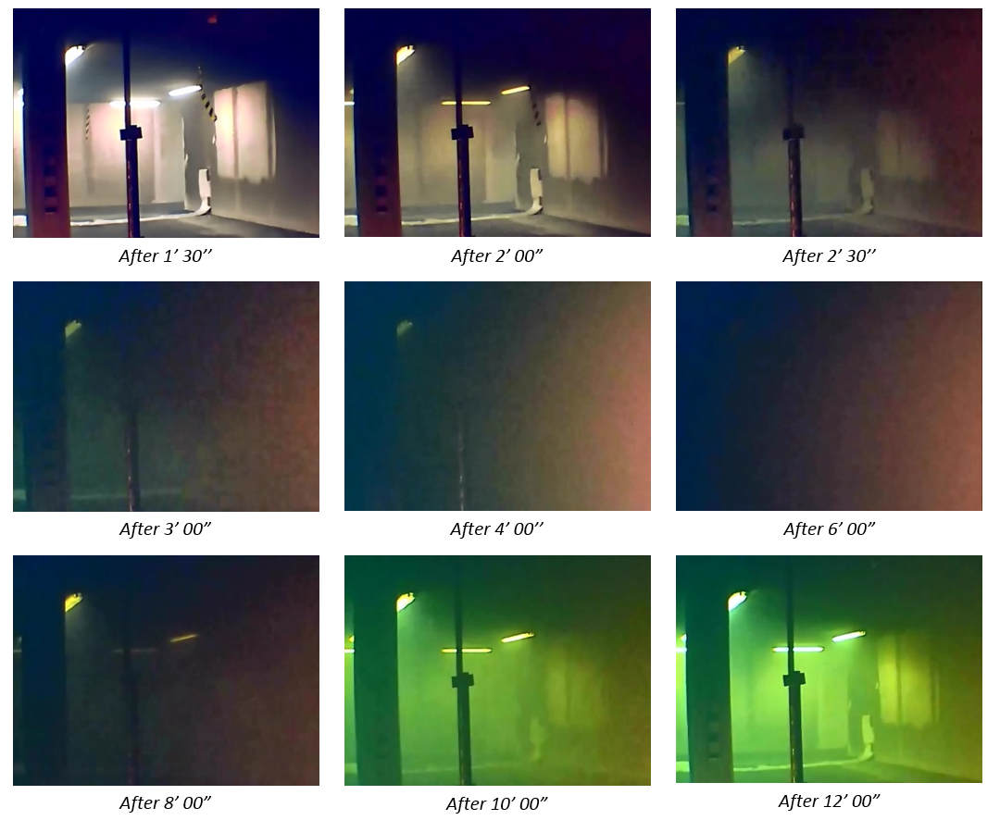 After 1’ 30’’
After 2’ 00”
After 2’ 30’’
After 3’ 00”
After 4’ 00’’
After 6’ 00”
After 8’ 00”
After 10’ 00”
After 12’ 00”